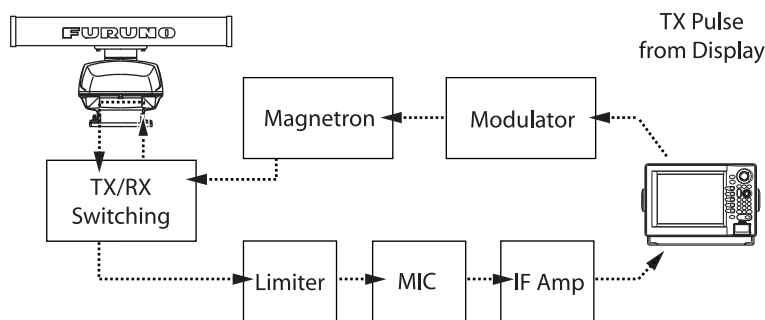 FURUNO
TX Pulse
from Display
Magnetron
Modulator
TX/RX
Switching
Limiter
MIC
IF Amp